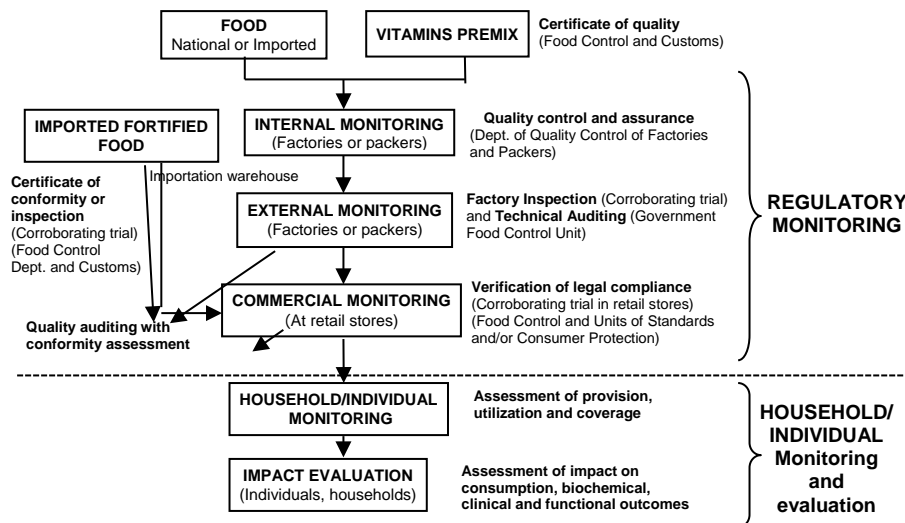 FOOD
National or Imported
VITAMINS PREMIX
Certificate of quality
(Food Control and Customs)
IMPORTED FORTIFIED
FOOD
INTERNAL MONITORING
(Factories or packers)
Quality control and assurance
(Dept. of Quality Control of Factories
and Packers)
Importation warehouse
Certificate of
conformity or
inspection
(Corroborating trial)
(Food Control
Dept. and Customs)
EXTERNAL MONITORING
(Factories or packers)
Factory Inspection (Corroborating trial)
and Technical Auditing (Government
Food Control Unit)
REGULATORY
MONITORING
COMMERCIAL MONITORING
(At retail stores)
Verification of legal compliance
(Corroborating trial in retail stores)
(Food Control and Units of Standards
and/or Consumer Protection)
Quality auditing with
conformity assessment
HOUSEHOLD/INDIVIDUAL
MONITORING
Assessment of provision,
utilization and coverage
IMPACT EVALUATION
(Individuals, households)
Assessment of impact on
consumption, biochemical,
clinical and functional outcomes
HOUSEHOLD/
INDIVIDUAL
Monitoring
and
evaluation